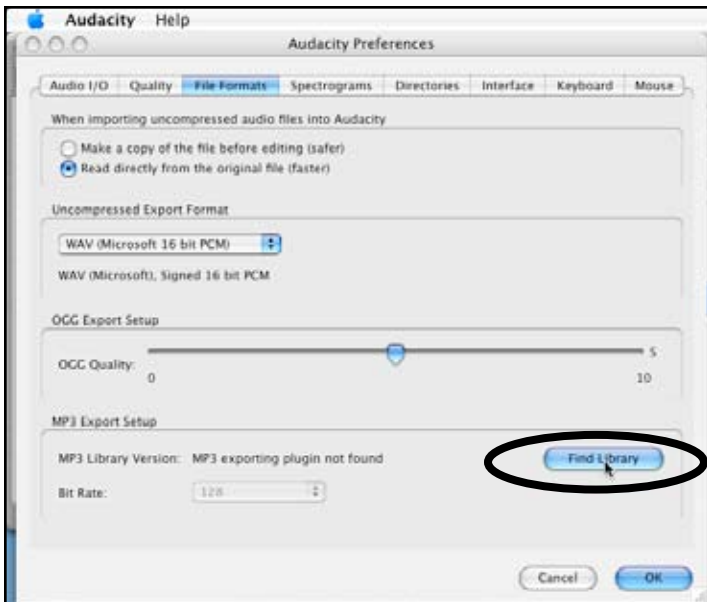 Audacity Help
Audacity Preferences
Audio I/O Quality File Formats Spectrograms Directories Interface Keyboard Mouse
When importing uncompressed audio files into Audacity
Make a copy of the file before editing (safer)
Read directly from the original file (faster)
Uncompressed Export Format
WAV (Microsoft 16 bit PCM)
WAV (Microsoft), Signed 16 bit PCM
OGG Export Setup
OGG Quality: 5
0 10
MP3 Export Setup
MP3 Library Version: MP3 exporting plugin not found Find Library
Bit Rate: 128
Cancel OK